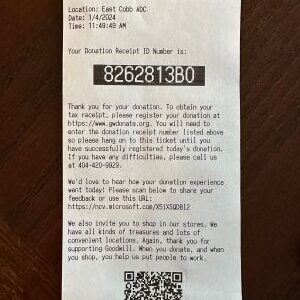 Location: East Cobb ADC
Date: 1/4/2024
Time: 11:49:49 AM
Your Donation Receipt ID Number is:
8262813B0
Thank you for your donation. To obtain your
tax receipt, please register your donation at
https://www.gwdonate.org. You will need to
enter the donation receipt number listed above
so please hang on to this ticket until you
have successfully registered today's donation.
If you have any difficulties, please call us
at 404-420-9929.
We'd love to hear how your donation experience
went today! Please scan below to share your
feedback or use this URL:
https://ncv.microsoft.com/X5iXSQDB12
We also invite you to shop in our stores. We
have all kinds of treasures and lots of
convenient locations. Again, thank you for
supporting Goodwill. When you donate, and when
you shop, you help us put people to work.